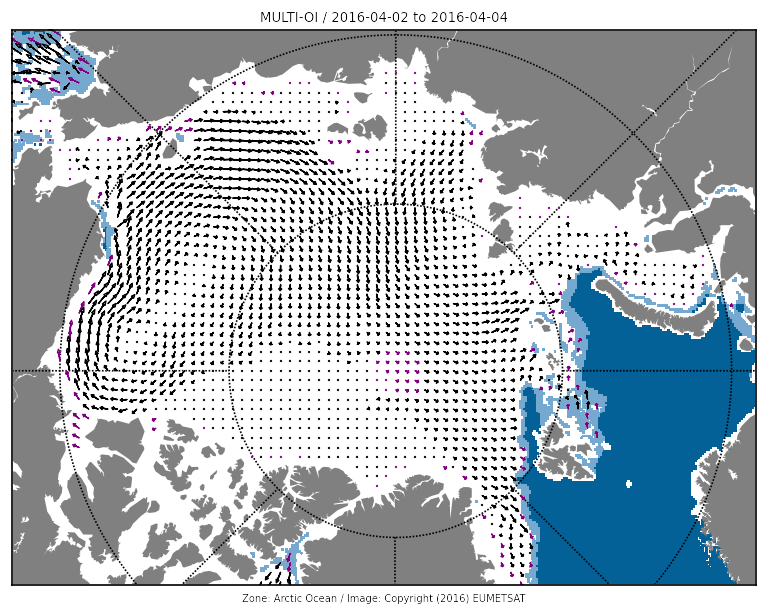 MULTI-OI / 2016-04-02 to 2016-04-04
Zone: Arctic Ocean / Image: Copyright (2016) EUMETSAT